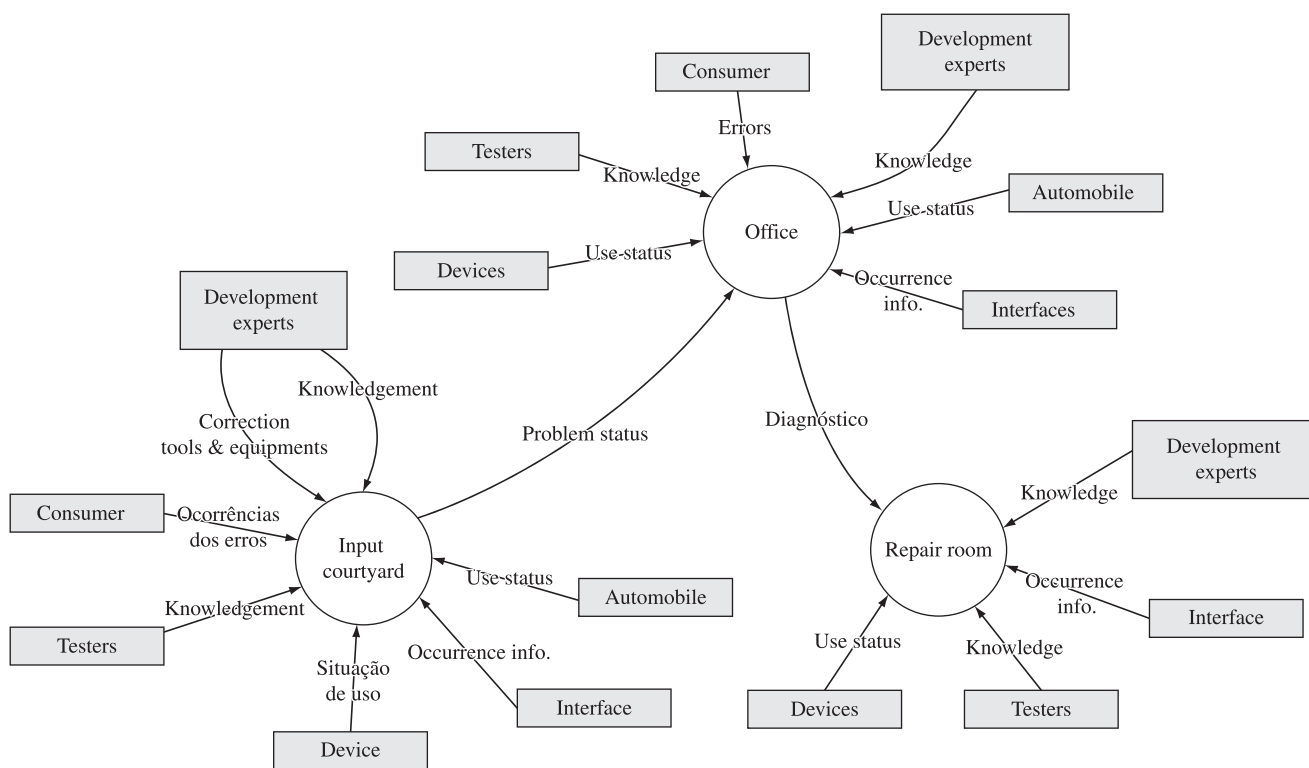 Development
experts
Consumer
Errors
Testers
Knowledge
Knowledge
Automobile
Use status
Office
Use status
Devices
Occurrence
info.
Interfaces
Development
experts
Knowledgement
Correction
tools & equipments
Problem status
Diagnóstico
Development
experts
Knowledge
Consumer
Ocorrências
dos erros
Input
courtyard
Repair room
Use status
Automobile
Occurrence
info.
Interface
Knowledgement
Testers
Situação
de uso
Occurrence info.
Use status
Knowledge
Interface
Devices
Testers
Device